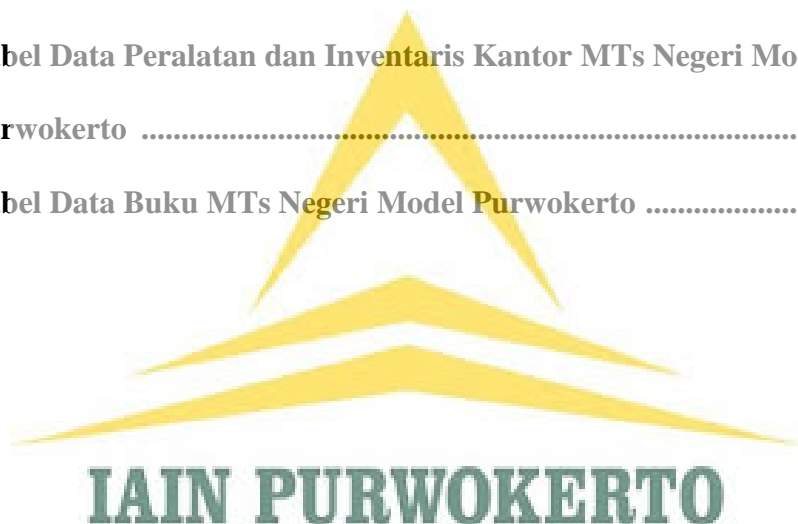 bel Data Peralatan dan Inventaris Kantor MTs Negeri Mo
rwokerto ....................................................................................
bel Data Buku MTs Negeri Model Purwokerto ...................
IAIN PURWOKERTO